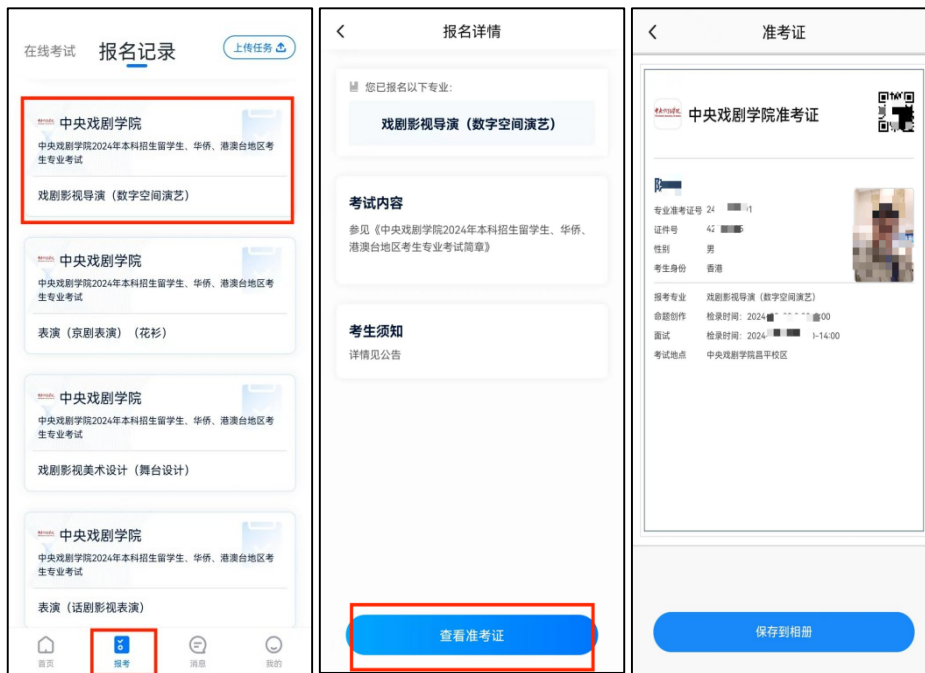 在线考试
报名记录
上传任务
中央戏剧学院
中央戏剧学院2024年本科招生留学生、华侨、港澳台地区考
生专业考试
戏剧影视导演（数字空间演艺）
中央戏剧学院
中央戏剧学院2024年本科招生留学生、华侨、港澳台地区考
生专业考试
表演（京剧表演）（花衫）
中央戏剧学院
中央戏剧学院2024年本科招生留学生、华侨、港澳台地区考
生专业考试
戏剧影视美术设计（舞台设计）
中央戏剧学院
中央戏剧学院2024年本科招生留学生、华侨、港澳台地区考
生专业考试
表演（话剧影视表演）
首页
报考
消息
我的
报名详情
您已报名以下专业:
戏剧影视导演（数字空间演艺）
考试内容
参见《中央戏剧学院2024年本科招生留学生、华侨、
港澳台地区考生专业考试简章》
考生须知
详情见公告
查看准考证
准考证
中央戏剧学院准考证
专业准考证号 24
证件号 42
性别 男
考生身份 香港
报考专业 戏剧影视导演（数字空间演艺）
命题创作 检录时间: 2024
面试 检录时间: 2024 -14:00
考试地点 中央戏剧学院昌平校区
保存到相册